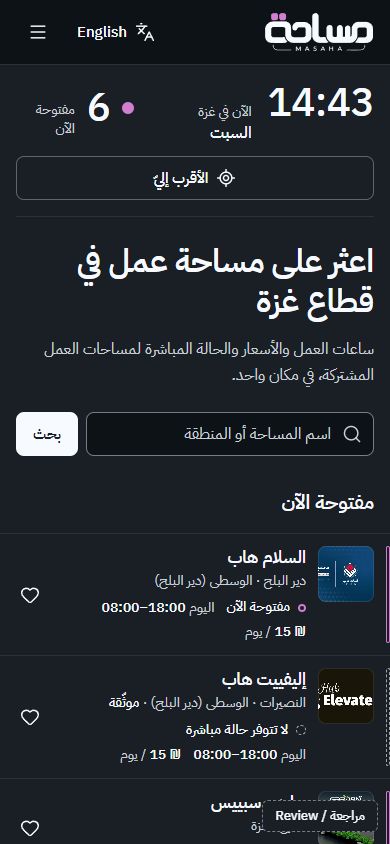 مساحة
MASAHA
English
14:43
الآن في غزة
السبت
6
مفتوحة
الآن
الأقرب إليّ
اعثر على مساحة عمل في
قطاع غزة
ساعات العمل والأسعار والحالة المباشرة لمساحات العمل
المشتركة، في مكان واحد.
اسم المساحة أو المنطقة
بحث
مفتوحة الآن
السلام هاب
دير البلح · الوسطى (دير البلح)
مفتوحة الآن اليوم 08:00–18:00
₪ 15 / يوم
Hub
Elevate
إليفييت هاب
النصيرات · الوسطى (دير البلح) · موثّقة
لا تتوفر حالة مباشرة
اليوم 08:00–18:00 ₪ 15 / يوم
سبيس
مراجعة / Review